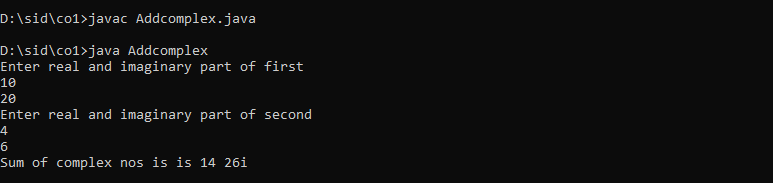 D:\sid\co1>javac Addcomplex.java
D:\sid\co1>java Addcomplex
Enter real and imaginary part of first
10
20
Enter real and imaginary part of second
4
6
Sum of complex nos is is 14 26i